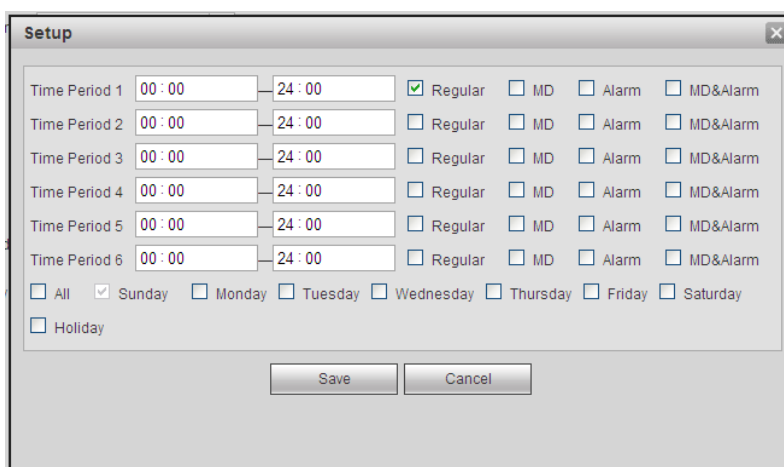 Setup
Time Period 1 00:00 — 24:00 Regular MD Alarm MD&Alarm
Time Period 2 00:00 — 24:00 Regular MD Alarm MD&Alarm
Time Period 3 00:00 — 24:00 Regular MD Alarm MD&Alarm
Time Period 4 00:00 — 24:00 Regular MD Alarm MD&Alarm
Time Period 5 00:00 — 24:00 Regular MD Alarm MD&Alarm
Time Period 6 00:00 — 24:00 Regular MD Alarm MD&Alarm
All Sunday Monday Tuesday Wednesday Thursday Friday Saturday
Holiday
Save Cancel